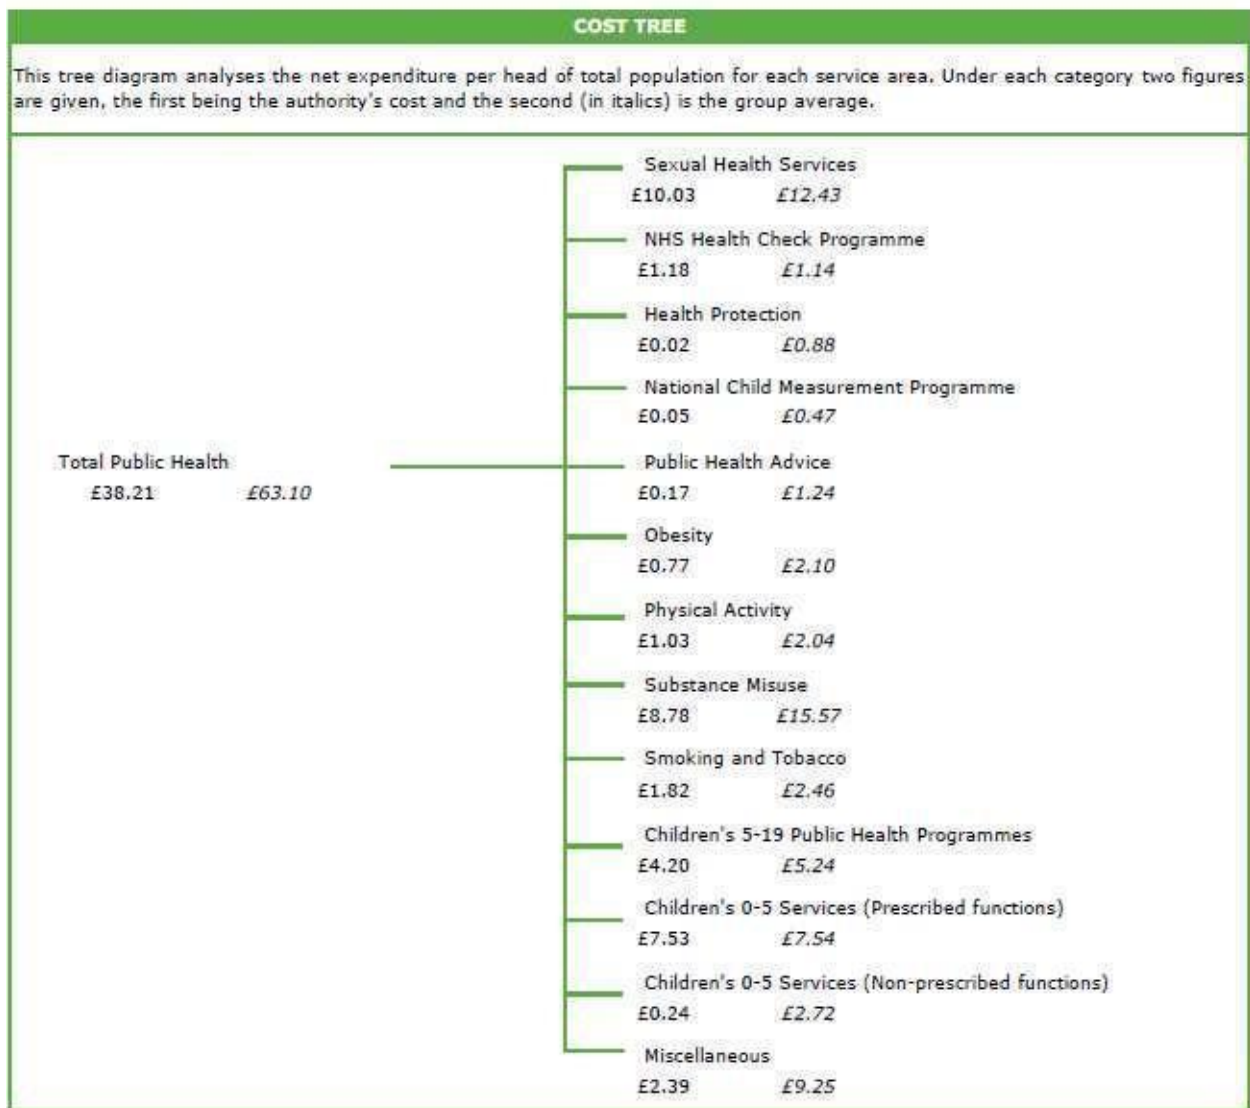 COST TREE
This tree diagram analyses the net expenditure per head of total population for each service area. Under each category two figures
are given, the first being the authority's cost and the second (in italics) is the group average.
Total Public Health
£38.21 £63.10
Sexual Health Services
£10.03 £12.43
NHS Health Check Programme
£1.18 £1.14
Health Protection
£0.02 £0.88
National Child Measurement Programme
£0.05 £0.47
Public Health Advice
£0.17 £1.24
Obesity
£0.77 £2.10
Physical Activity
£1.03 £2.04
Substance Misuse
£8.78 £15.57
Smoking and Tobacco
£1.82 £2.46
Children's 5-19 Public Health Programmes
£4.20 £5.24
Children's 0-5 Services (Prescribed functions)
£7.53 £7.54
Children's 0-5 Services (Non-prescribed functions)
£0.24 £2.72
Miscellaneous
£2.39 £9.25